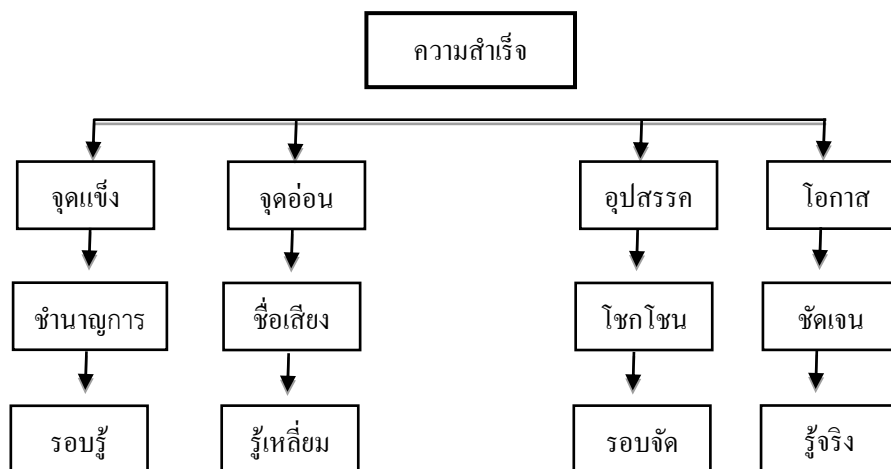 ความสำเร็จ
จุดแข็ง
จุดอ่อน
อุปสรรค
โอกาส
ชำนาญการ
ชื่อเสียง
โชกโชน
ชัดเจน
รอบรู้
รู้เหลี่ยม
รอบจัด
รู้จริง